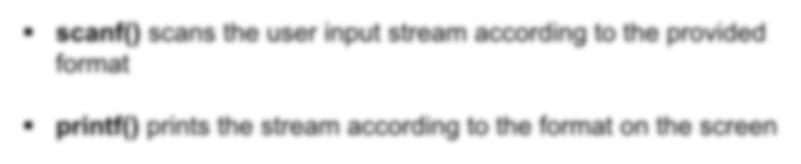 ▪ scanf() scans the user input stream according to the provided
format
▪ printf() prints the stream according to the format on the screen